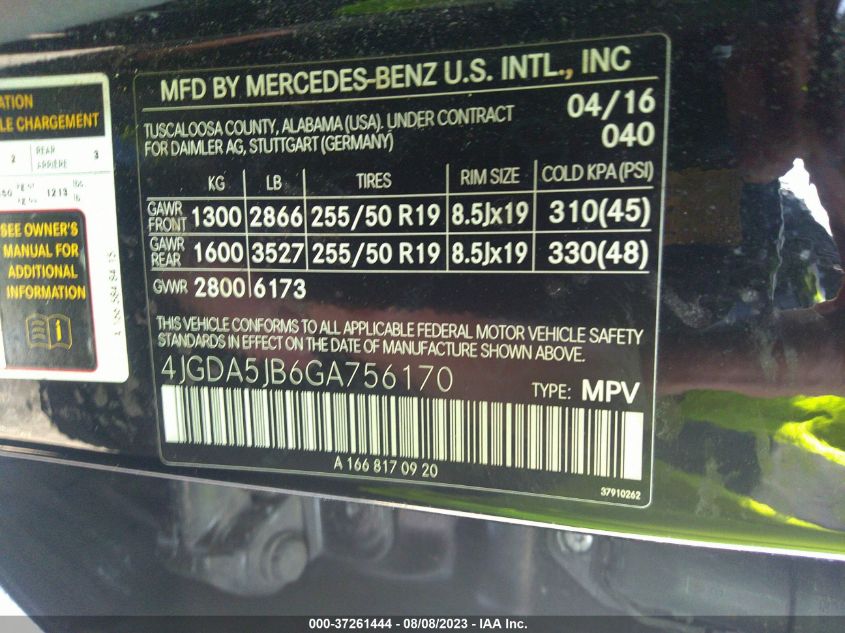 ATION
LE CHARGEMENT
2 REAR ARRIÈRE 3
1213
SEE OWNER'S
MANUAL FOR
ADDITIONAL
INFORMATION
MFD BY MERCEDES-BENZ U.S. INTL., INC
TUSCALOOSA COUNTY, ALABAMA (USA). UNDER CONTRACT 04/16
FOR DAIMLER AG, STUTTGART (GERMANY) 040
KG LB TIRES RIM SIZE COLD KPA (PSI)
GAWR FRONT 1300 2866 255/50 R19 8.5Jx19 310(45)
GAWR REAR 1600 3527 255/50 R19 8.5Jx19 330(48)
GVWR 2800 6173
THIS VEHICLE CONFORMS TO ALL APPLICABLE FEDERAL MOTOR VEHICLE SAFETY
STANDARDS IN EFFECT ON THE DATE OF MANUFACTURE SHOWN ABOVE.
4JGDA5JB6GA756170 TYPE: MPV
A 166 817 09 20
37910262
000-37261444 - 08/08/2023 - © IAA Inc.